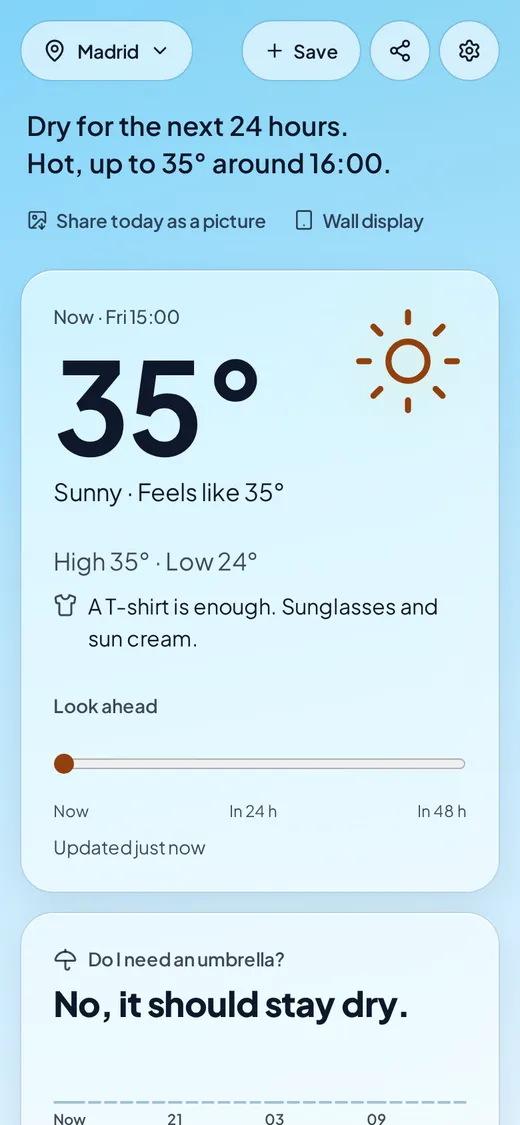 Madrid
Save
Dry for the next 24 hours.
Hot, up to 35° around 16:00.
Share today as a picture
Wall display
Now · Fri 15:00
35°
Sunny · Feels like 35°
High 35° · Low 24°
A T-shirt is enough. Sunglasses and
sun cream.
Look ahead
Now In 24 h In 48 h
Updated just now
Do I need an umbrella?
No, it should stay dry.
Now 21 03 09